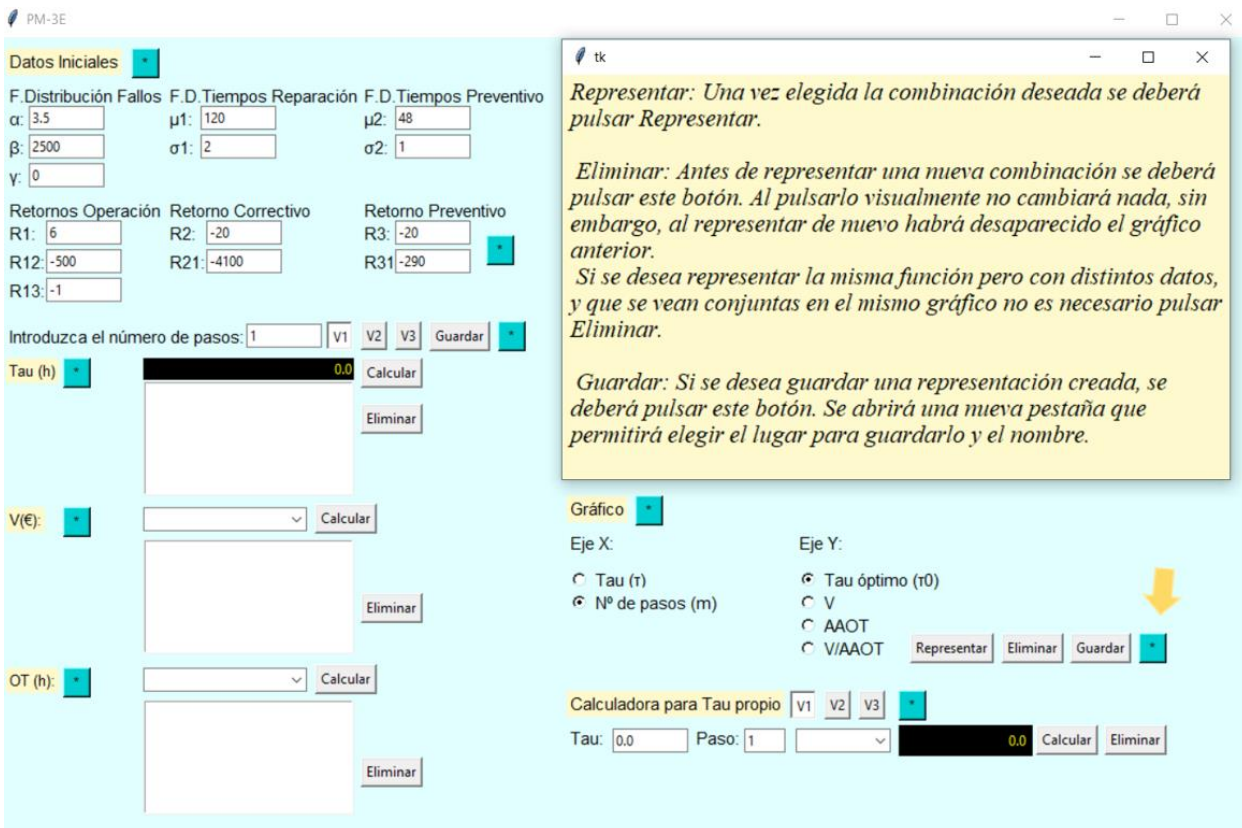 PM-3E
Datos Iniciales *
F.Distribución Fallos F.D.Tiempos Reparación F.D.Tiempos Preventivo
α: 3.5 μ1: 120 μ2: 48
β: 2500 σ1: 2 σ2: 1
γ: 0
Retornos Operación Retorno Correctivo Retorno Preventivo
R1: 6 R2: -20 R3: -20
*
R12: -500 R21: -4100 R31 -290
R13: -1
Introduzca el número de pasos: 1 V1 V2 V3 Guardar *
Tau (h) * 0.0 Calcular
Eliminar
V(€): * Calcular
Eliminar
OT (h): * Calcular
Eliminar
tk
Representar: Una vez elegida la combinación deseada se deberá
pulsar Representar.
Eliminar: Antes de representar una nueva combinación se deberá
pulsar este botón. Al pulsarlo visualmente no cambiará nada, sin
embargo, al representar de nuevo habrá desaparecido el gráfico
anterior.
Si se desea representar la misma función pero con distintos datos,
y que se vean conjuntas en el mismo gráfico no es necesario pulsar
Eliminar.
Guardar: Si se desea guardar una representación creada, se
deberá pulsar este botón. Se abrirá una nueva pestaña que
permitirá elegir el lugar para guardarlo y el nombre.
Gráfico *
Eje X: Eje Y:
Tau (τ) Tau óptimo (τ0)
Nº de pasos (m) V
AAOT
V/AAOT Representar Eliminar Guardar *
Calculadora para Tau propio V1 V2 V3 *
Tau: 0.0 Paso: 1 0.0 Calcular Eliminar